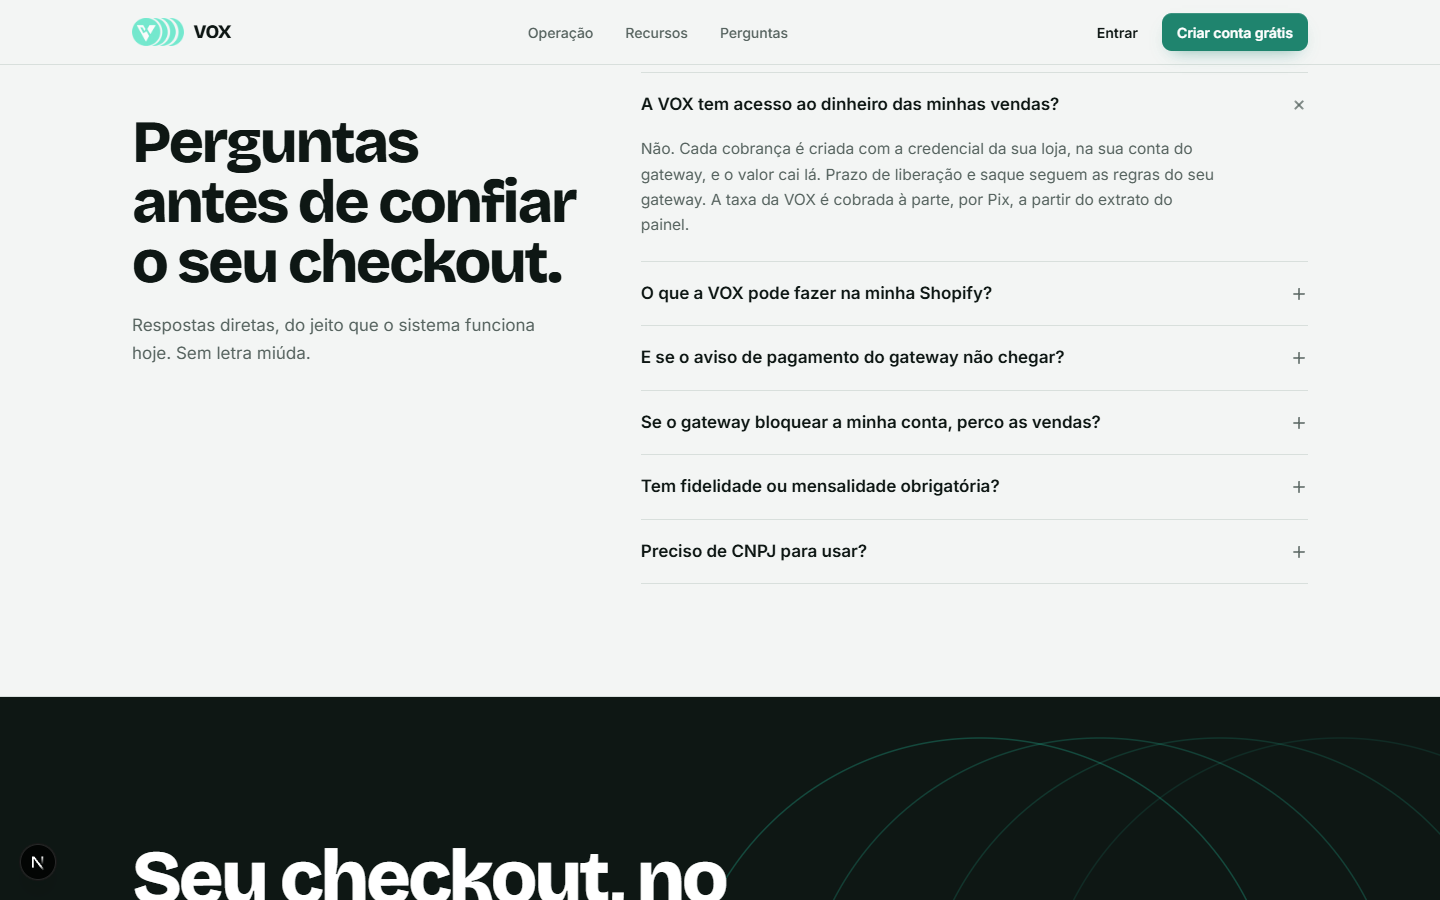 VOX
Operação
Recursos
Perguntas
Entrar
Criar conta grátis
Perguntas
antes de confiar
o seu checkout.
Respostas diretas, do jeito que o sistema funciona
hoje. Sem letra miúda.
A VOX tem acesso ao dinheiro das minhas vendas?
Não. Cada cobrança é criada com a credencial da sua loja, na sua conta do
gateway, e o valor cai lá. Prazo de liberação e saque seguem as regras do seu
gateway. A taxa da VOX é cobrada à parte, por Pix, a partir do extrato do
painel.
O que a VOX pode fazer na minha Shopify?
E se o aviso de pagamento do gateway não chegar?
Se o gateway bloquear a minha conta, perco as vendas?
Tem fidelidade ou mensalidade obrigatória?
Preciso de CNPJ para usar?
Seu checkout, no
N